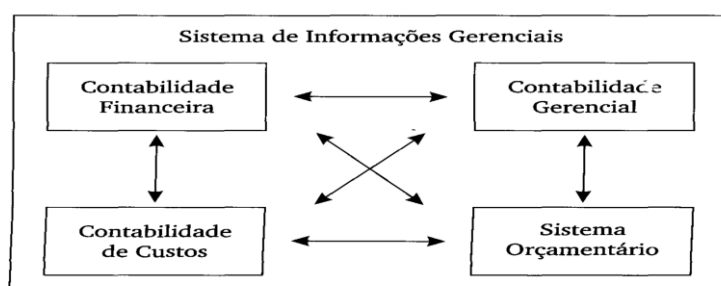 Sistema de Informações Gerenciais
Contabilidade
Financeira
Contabilidade
Gerencial
Contabilidade
de Custos
Sistema
Orçamentário